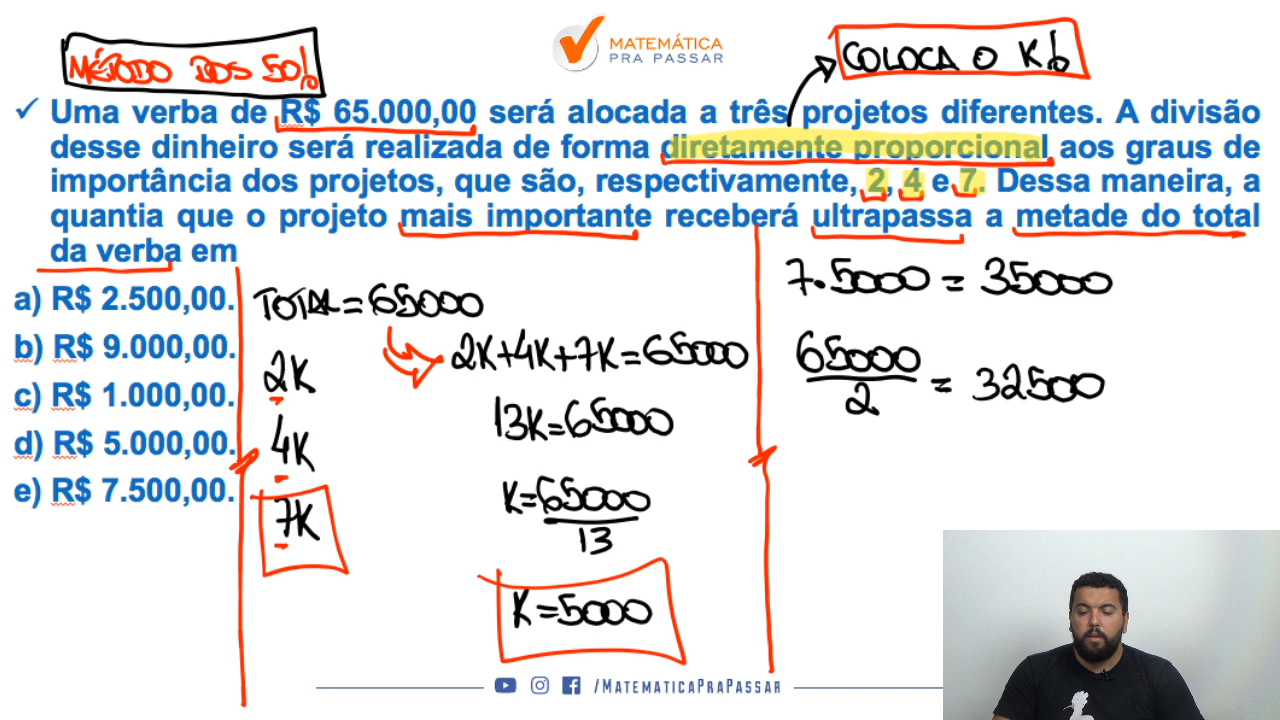 MÉTODO DOS 50!
MATEMÁTICA
PRA PASSAR
COLOCA O K!
✓ Uma verba de R$ 65.000,00 será alocada a três projetos diferentes. A divisão
desse dinheiro será realizada de forma diretamente proporcional aos graus de
importância dos projetos, que são, respectivamente, 2, 4 e 7. Dessa maneira, a
quantia que o projeto mais importante receberá ultrapassa a metade do total
da verba em
a) R$ 2.500,00.
b) R$ 9.000,00.
c) R$ 1.000,00.
d) R$ 5.000,00.
e) R$ 7.500,00.
TOTAL = 65000
2K
4K
7K
2K+4K+7K=65000
13K=65000
K=65000
13
K=5000
7.5000 = 35000
65000
2
= 32500
/MATEMATICAPRAPASSAR